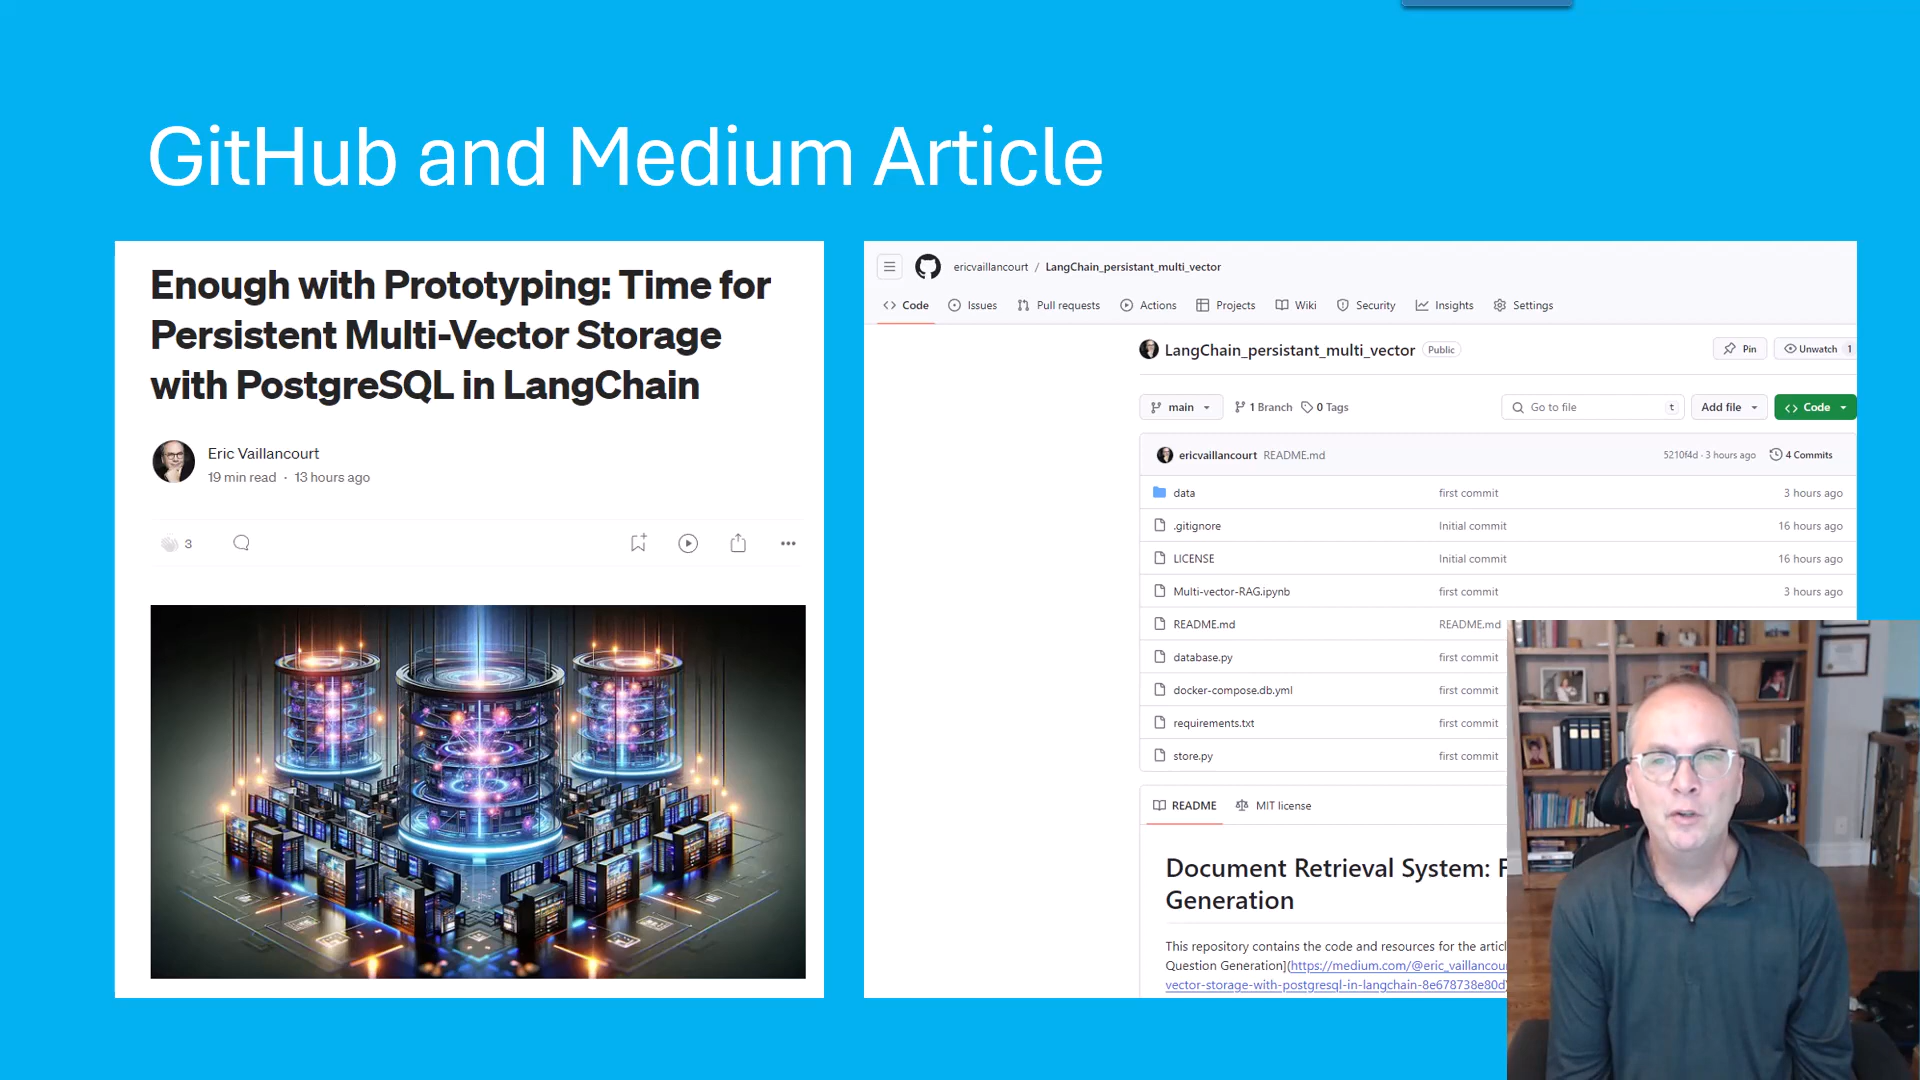 GitHub and Medium Article
Enough with Prototyping: Time for
Persistent Multi-Vector Storage
with PostgreSQL in LangChain
Eric Vaillancourt
19 min read · 13 hours ago
3
ericvaillancourt / LangChain_persistant_multi_vector
Code Issues Pull requests Actions Projects Wiki Security Insights Settings
LangChain_persistant_multi_vector Public Pin Unwatch 1
main 1 Branch 0 Tags Go to file t Add file Code
ericvaillancourt README.md 5210f4d · 3 hours ago 4 Commits
data first commit 3 hours ago
.gitignore Initial commit 16 hours ago
LICENSE Initial commit 16 hours ago
Multi-vector-RAG.ipynb first commit 3 hours ago
README.md README.md
database.py first commit
docker-compose.db.yml first commit
requirements.txt first commit
store.py first commit
README MIT license
Document Retrieval System: F
Generation
This repository contains the code and resources for the artic
Question Generation](https://medium.com/@eric_vaillancou
vector-storage-with-postgresql-in-langchain-8e678738e80d